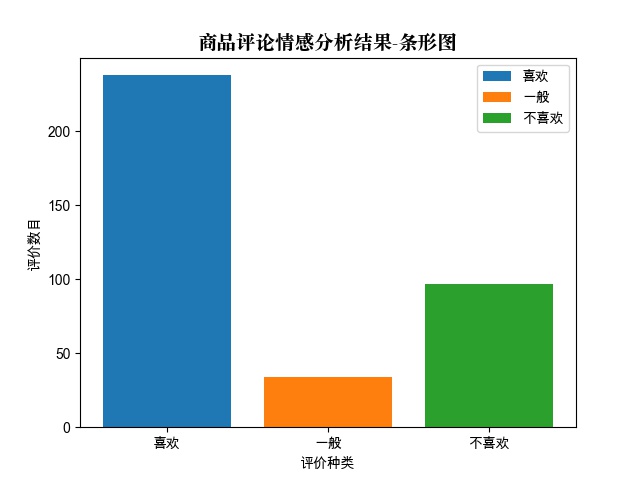 商品评论情感分析结果-条形图
喜欢
一般
不喜欢
200
150
100
50
0
评价数目
喜欢 一般 不喜欢
评价种类